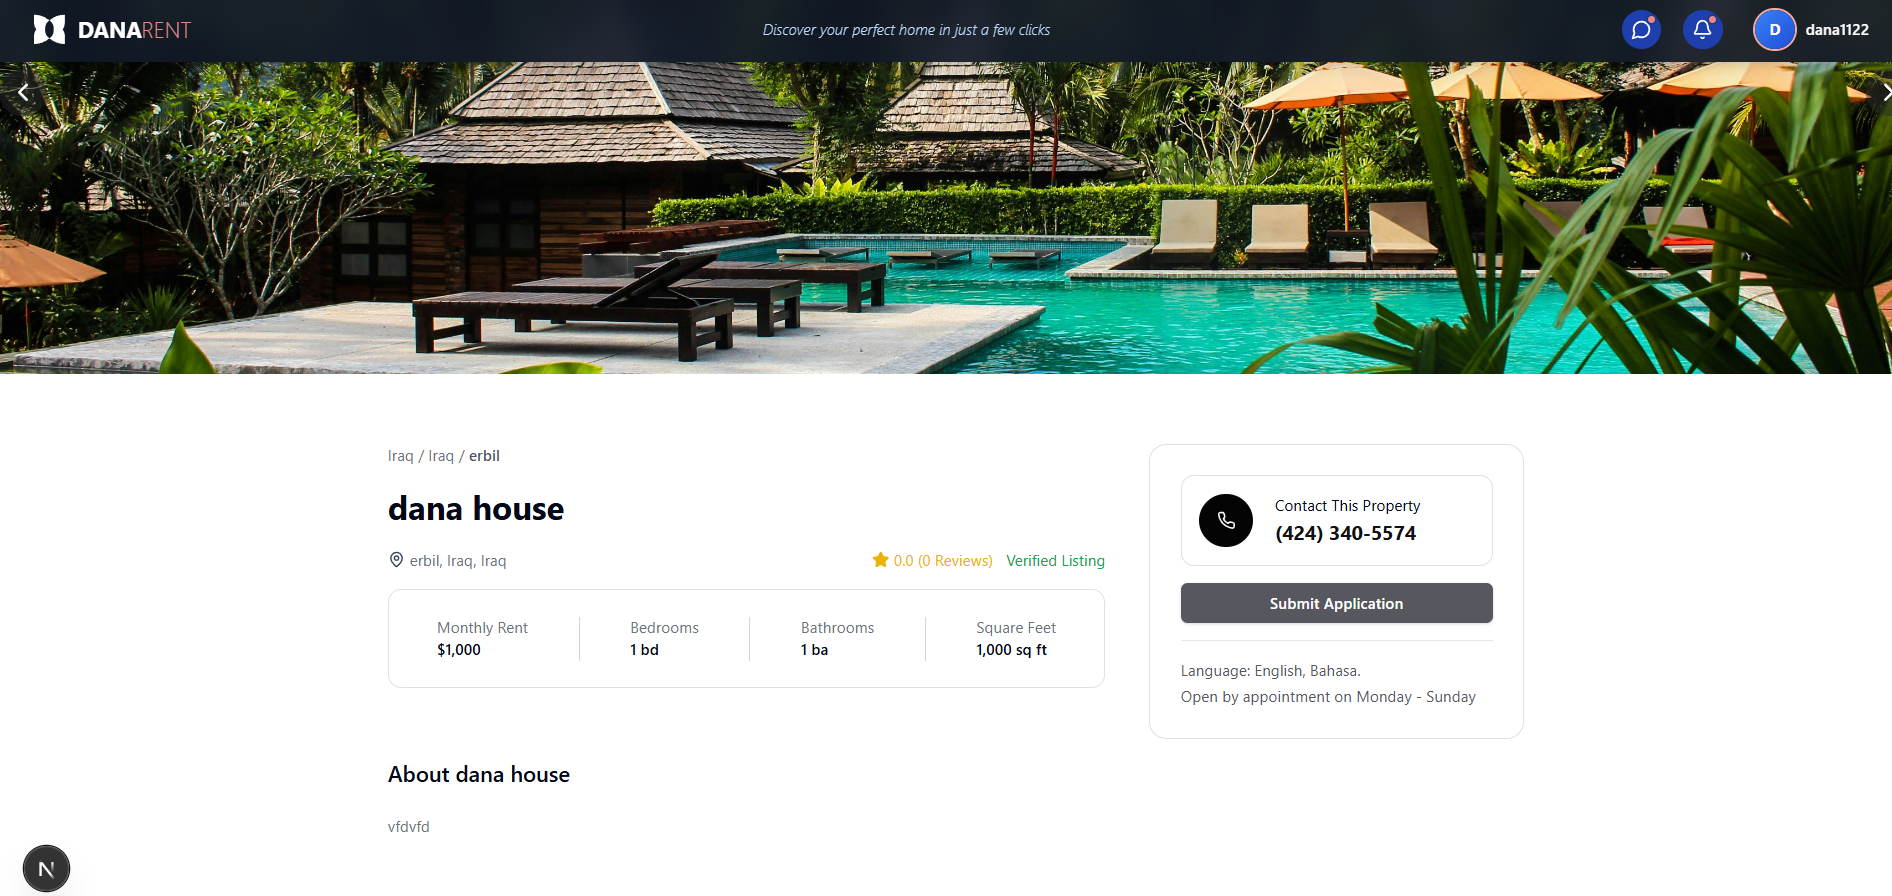 DANARENT
Discover your perfect home in just a few clicks
D dana1122
Iraq / Iraq / erbil
dana house
erbil, Iraq, Iraq
0.0 (0 Reviews) Verified Listing
Monthly Rent Bedrooms Bathrooms Square Feet
$1,000 1 bd 1 ba 1,000 sq ft
About dana house
vfdvfd
Contact This Property
(424) 340-5574
Submit Application
Language: English, Bahasa.
Open by appointment on Monday - Sunday
N